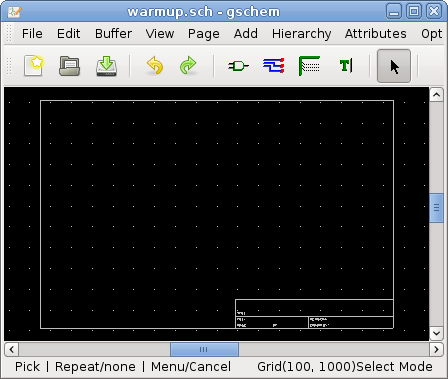 warmup.sch - gschem
File Edit Buffer View Page Add Hierarchy Attributes Opt
T
Pick | Repeat/none | Menu/Cancel Grid(100, 1000)Select Mode